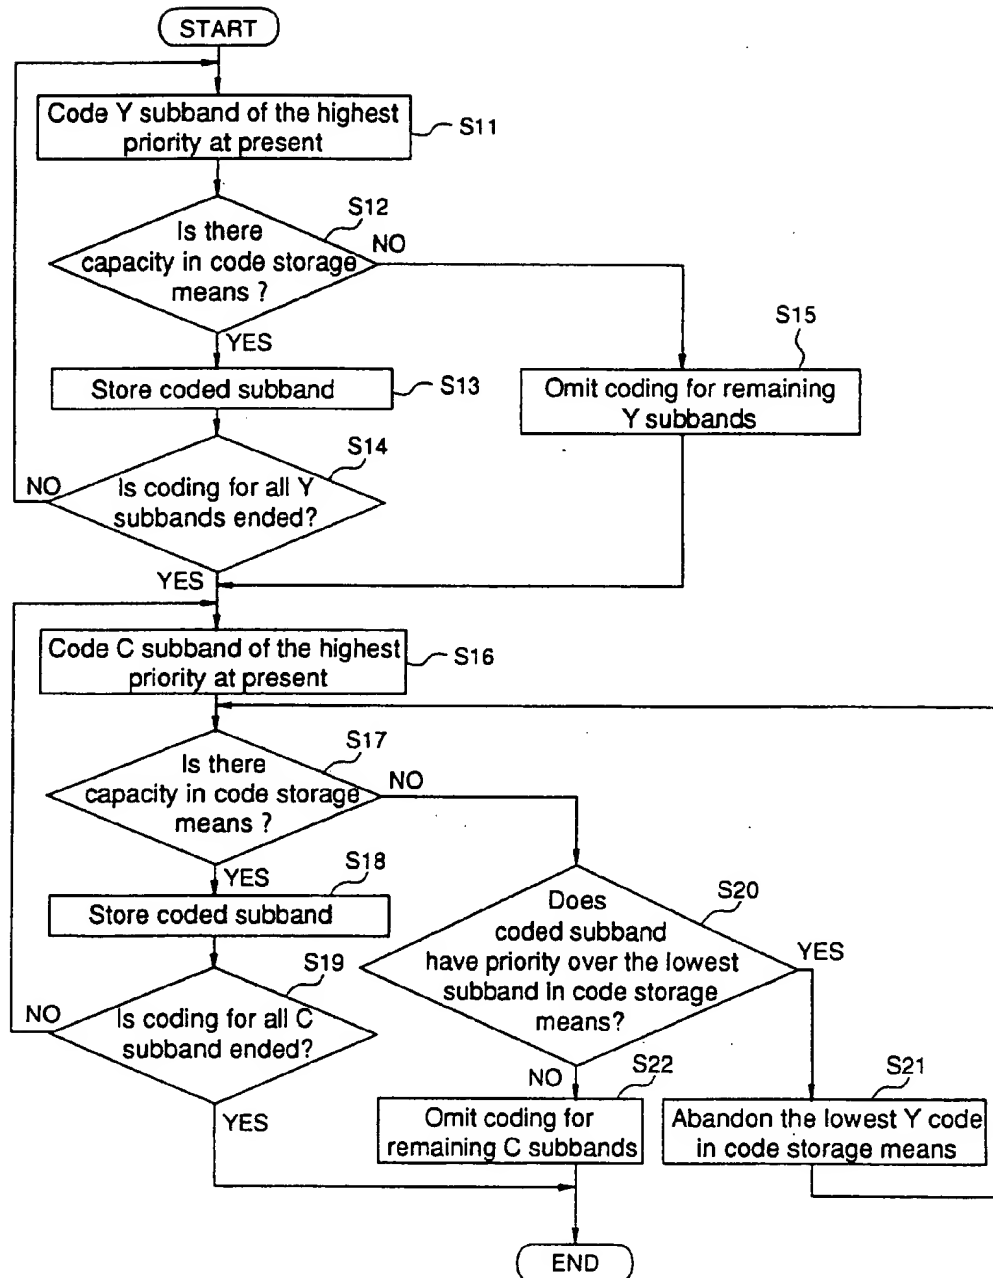 START
Code Y subband of the highest
priority at present
S11
S12
Is there
capacity in code storage
means ?
NO
YES
S15
Store coded subband
S13
Omit coding for remaining
Y subbands
S14
NO
Is coding for all Y
subbands ended?
YES
Code C subband of the highest
priority at present
S16
S17
Is there
capacity in code storage
means ?
NO
YES
S18
Store coded subband
S20
Does
coded subband
have priority over the lowest
subband in code storage
means?
YES
S19
NO
Is coding for all C
subband ended?
YES
NO
S22
Omit coding for
remaining C subbands
S21
Abandon the lowest Y code
in code storage means
END